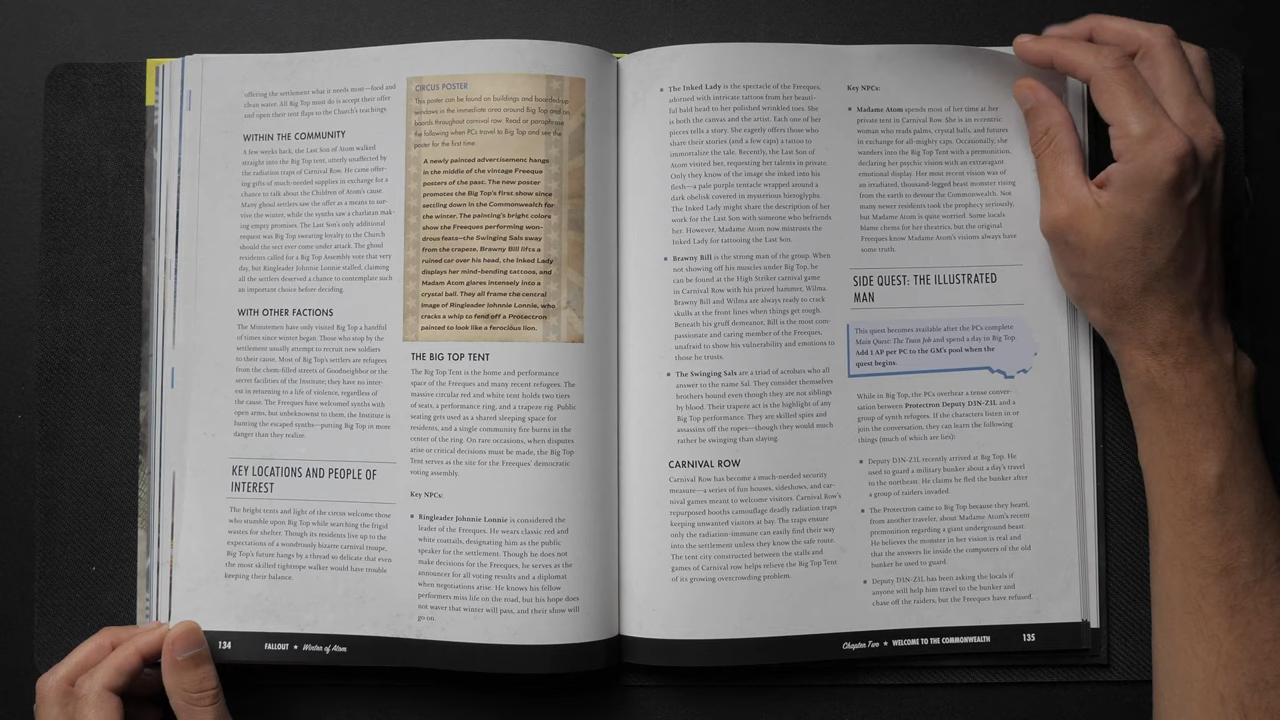 offering the settlement what it needs most—food and
clean water. All Big Top must do is accept their offer
and open their tent flaps to the Church's teachings.
WITHIN THE COMMUNITY
A few weeks back, the Last Son of Atom walked
straight into the Big Top tent, utterly unaffected by
the radiation traps of Carnival Row. He came offer-
ing gifts of much-needed supplies in exchange for a
chance to talk about the Children of Atom's cause.
Many ghoul settlers saw the offer as a means to sur-
vive the winter, while the synths saw a charlatan mak-
ing empty promises. The Last Son's only additional
request was Big Top swearing loyalty to the Church
should the sect ever come under attack. The ghoul
residents called for a Big Top Assembly vote that very
day, but Ringleader Johnnie Lonnie stalled, claiming
all the settlers deserved a chance to contemplate such
an important choice before deciding.
WITH OTHER FACTIONS
The Minutemen have only visited Big Top a handful
of times since winter began. Those who stop by the
settlement usually attempt to recruit new soldiers
to their cause. Most of Big Top's settlers are refugees
from the chem-filled streets of Goodneighbor or the
secret facilities of the Institute; they have no inter-
est in returning to a life of violence, regardless of
the cause. The Freeques have welcomed synths with
open arms, but unbeknownst to them, the Institute is
hunting the escaped synths—putting Big Top in more
danger than they realize.
KEY LOCATIONS AND PEOPLE OF
INTEREST
The bright tents and light of the circus welcome those
who stumble upon Big Top while searching the frigid
wastes for shelter. Though its residents live up to the
expectations of a wondrously bizarre carnival troupe,
Big Top's future hangs by a thread so delicate that even
the most skilled tightrope walker would have trouble
keeping their balance.
CIRCUS POSTER
This poster can be found on buildings and boarded-up
windows in the immediate area around Big Top and on
boards throughout carnival row. Read or paraphrase
the following when PCs travel to Big Top and see the
poster for the first time.
A newly painted advertisement hangs
in the middle of the vintage Freeque
posters of the past. The new poster
promotes the Big Top's first show since
settling down in the Commonwealth for
the winter. The painting's bright colors
show the Freeques performing won-
drous feats—the Swinging Sals sway
from the trapeze, Brawny Bill lifts a
ruined car over his head, the Inked Lady
displays her mind-bending tattoos, and
Madam Atom glares intensely into a
crystal ball. They all frame the central
image of Ringleader Johnnie Lonnie, who
cracks a whip to fend off a Protectron
painted to look like a ferocious lion.
THE BIG TOP TENT
The Big Top Tent is the home and performance
space of the Freeques and many recent refugees. The
massive circular red and white tent holds two tiers
of seats, a performance ring, and a trapeze rig. Public
seating gets used as a shared sleeping space for
residents, and a single community fire burns in the
center of the ring. On rare occasions, when disputes
arise or critical decisions must be made, the Big Top
Tent serves as the site for the Freeques' democratic
voting assembly.
Key NPCs:
▪ Ringleader Johnnie Lonnie is considered the
leader of the Freeques. He wears classic red and
white coattails, designating him as the public
speaker for the settlement. Though he does not
make decisions for the Freeques, he serves as the
announcer for all voting results and a diplomat
when negotiations arise. He knows his fellow
performers miss life on the road, but his hope does
not waver that winter will pass, and their show will
go on.
134 FALLOUT ★ Winter of Atom
▪ The Inked Lady is the spectacle of the Freeques,
adorned with intricate tattoos from her beauti-
ful bald head to her polished wrinkled toes. She
is both the canvas and the artist. Each one of her
pieces tells a story. She eagerly offers those who
share their stories (and a few caps) a tattoo to
immortalize the tale. Recently, the Last Son of
Atom visited her, requesting her talents in private.
Only they know of the image she inked into his
flesh—a pale purple tentacle wrapped around a
dark obelisk covered in mysterious hieroglyphs.
The Inked Lady might share the description of her
work for the Last Son with someone who befriends
her. However, Madame Atom now mistrusts the
Inked Lady for tattooing the Last Son.
▪ Brawny Bill is the strong man of the group. When
not showing off his muscles under Big Top, he
can be found at the High Striker carnival game
in Carnival Row with his prized hammer, Wilma.
Brawny Bill and Wilma are always ready to crack
skulls at the front lines when things get rough.
Beneath his gruff demeanor, Bill is the most com-
passionate and caring member of the Freeques,
unafraid to show his vulnerability and emotions to
those he trusts.
▪ The Swinging Sals are a triad of acrobats who all
answer to the name Sal. They consider themselves
brothers bound even though they are not siblings
by blood. Their trapeze act is the highlight of any
Big Top performance. They are skilled spies and
assassins off the ropes—though they would much
rather be swinging than slaying.
CARNIVAL ROW
Carnival Row has become a much-needed security
measure—a series of fun houses, sideshows, and car-
nival games meant to welcome visitors. Carnival Row's
repurposed booths camouflage deadly radiation traps
keeping unwanted visitors at bay. The traps ensure
only the radiation-immune can easily find their way
into the settlement unless they know the safe route.
The tent city constructed between the stalls and
games of Carnival row helps relieve the Big Top Tent
of its growing overcrowding problem.
Key NPCs:
▪ Madame Atom spends most of her time at her
private tent in Carnival Row. She is an eccentric
woman who reads palms, crystal balls, and futures
in exchange for all-mighty caps. Occasionally, she
wanders into the Big Top Tent with a premonition,
declaring her psychic vision with an extravagant
emotional display. Her most recent vision was of
an irradiated, thousand-legged beast monster rising
from the earth to destroy the Commonwealth. Not
many newer residents took the prophecy seriously,
but Madame Atom is quite worried. Some locals
blame chems for her theatrics, but the original
Freeques know Madame Atom's visions always have
some truth.
SIDE QUEST: THE ILLUSTRATED
MAN
This quest becomes available after the PCs complete
Main Quest: The Train Job and spend a day to Big Top.
Add 1 AP per PC to the GM's pool when the
quest begins.
While in Big Top, the PCs overhear a tense conver-
sation between Protectron Deputy D3N-Z3L and a
group of synth refugees. If the characters listen in or
join the conversation, they can learn the following
things (much of which are lies):
▪ Deputy D3N-Z3L recently arrived at Big Top. He
used to guard a military bunker about a day's travel
to the northeast. He claims he fled the bunker after
a group of raiders invaded.
▪ The Protectron came to Big Top because they heard,
from another traveler, about Madame Atom's recent
premonition regarding a giant underground beast.
He believes the monster in her vision is real and
that the answers lie inside the computers of the old
bunker he used to guard.
▪ Deputy D3N-Z3L has been asking the locals if
anyone will help him travel to the bunker and
chase off the raiders, but the Freeques have refused.
Chapter Two ★ WELCOME TO THE COMMONWEALTH 135